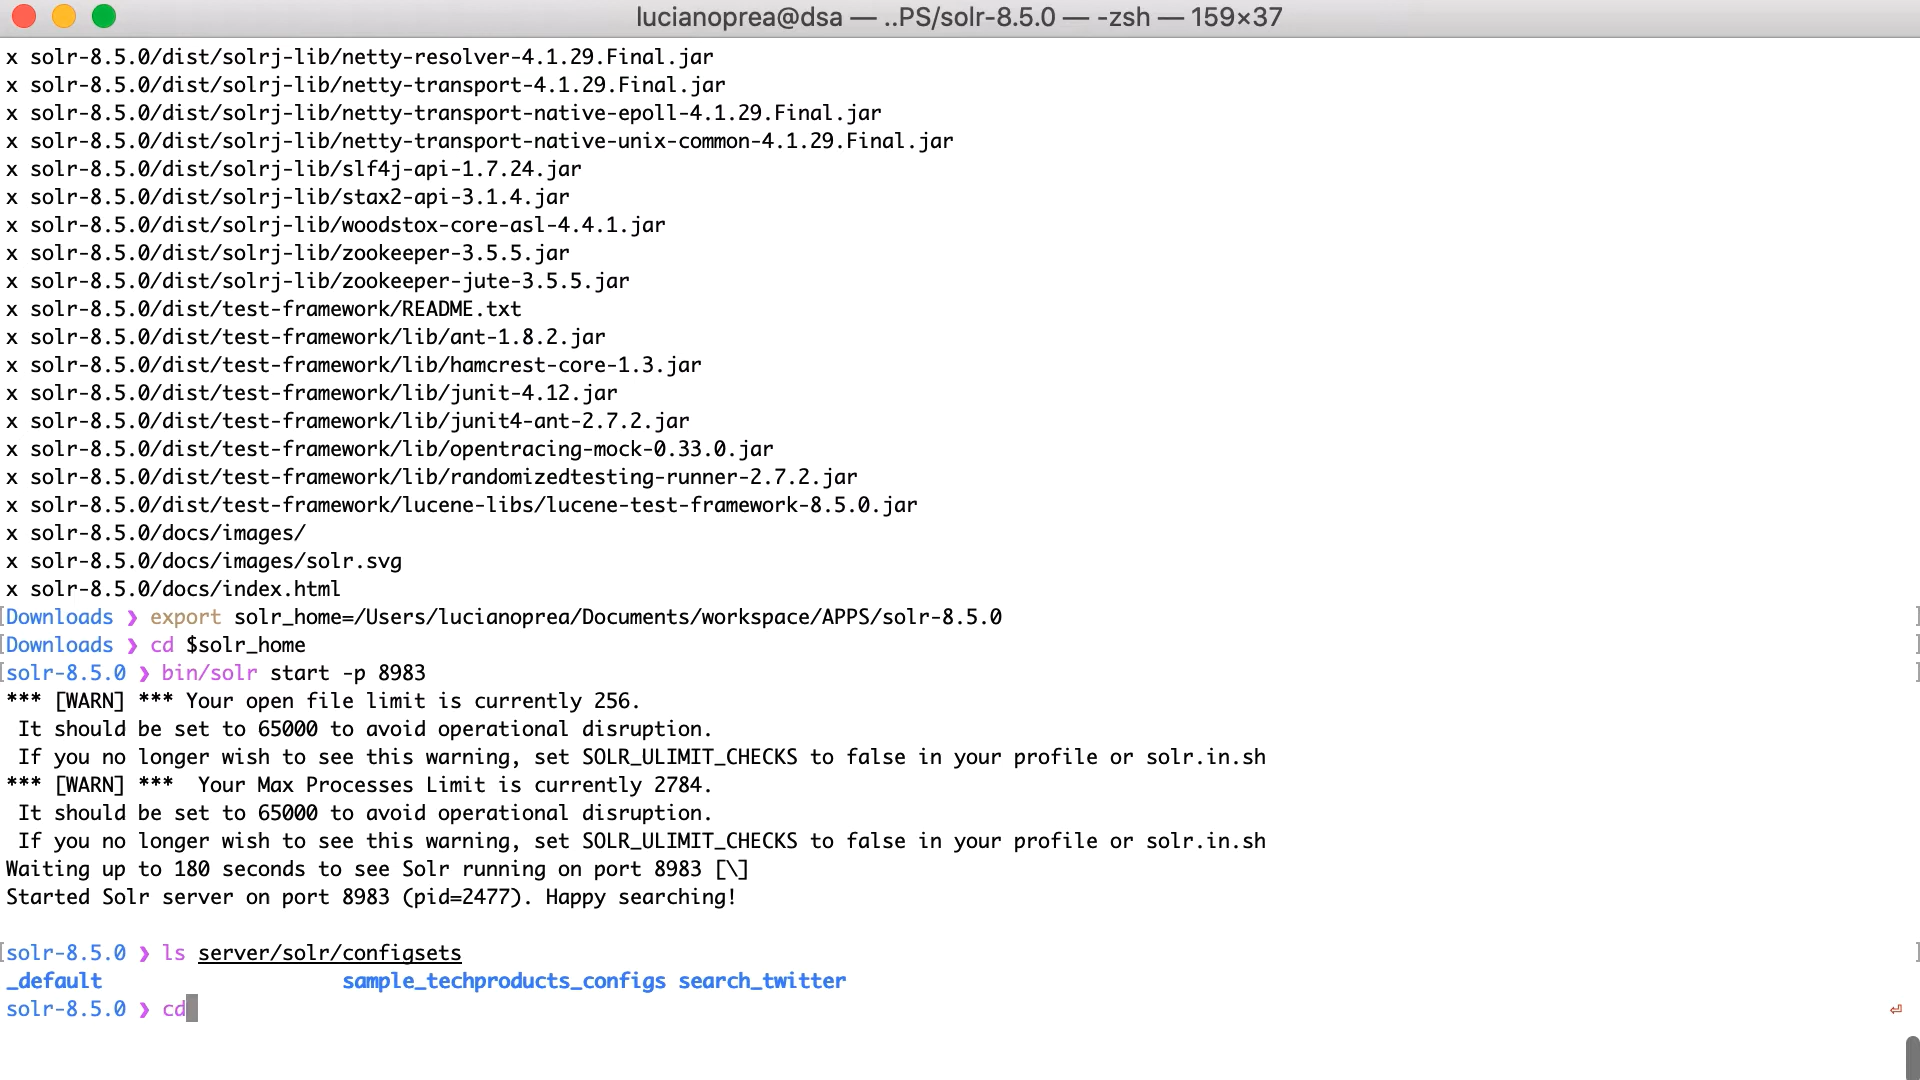 lucianoprea@dsa — ..PS/solr-8.5.0 — -zsh — 159×37
x solr-8.5.0/dist/solrj-lib/netty-resolver-4.1.29.Final.jar
x solr-8.5.0/dist/solrj-lib/netty-transport-4.1.29.Final.jar
x solr-8.5.0/dist/solrj-lib/netty-transport-native-epoll-4.1.29.Final.jar
x solr-8.5.0/dist/solrj-lib/netty-transport-native-unix-common-4.1.29.Final.jar
x solr-8.5.0/dist/solrj-lib/slf4j-api-1.7.24.jar
x solr-8.5.0/dist/solrj-lib/stax2-api-3.1.4.jar
x solr-8.5.0/dist/solrj-lib/woodstox-core-asl-4.4.1.jar
x solr-8.5.0/dist/solrj-lib/zookeeper-3.5.5.jar
x solr-8.5.0/dist/solrj-lib/zookeeper-jute-3.5.5.jar
x solr-8.5.0/dist/test-framework/README.txt
x solr-8.5.0/dist/test-framework/lib/ant-1.8.2.jar
x solr-8.5.0/dist/test-framework/lib/hamcrest-core-1.3.jar
x solr-8.5.0/dist/test-framework/lib/junit-4.12.jar
x solr-8.5.0/dist/test-framework/lib/junit4-ant-2.7.2.jar
x solr-8.5.0/dist/test-framework/lib/opentracing-mock-0.33.0.jar
x solr-8.5.0/dist/test-framework/lib/randomizedtesting-runner-2.7.2.jar
x solr-8.5.0/dist/test-framework/lucene-libs/lucene-test-framework-8.5.0.jar
x solr-8.5.0/docs/images/
x solr-8.5.0/docs/images/solr.svg
x solr-8.5.0/docs/index.html
[Downloads ❯ export solr_home=/Users/lucianoprea/Documents/workspace/APPS/solr-8.5.0 ]
[Downloads ❯ cd $solr_home ]
[solr-8.5.0 ❯ bin/solr start -p 8983 ]
*** [WARN] *** Your open file limit is currently 256.
 It should be set to 65000 to avoid operational disruption.
 If you no longer wish to see this warning, set SOLR_ULIMIT_CHECKS to false in your profile or solr.in.sh
*** [WARN] ***  Your Max Processes Limit is currently 2784.
 It should be set to 65000 to avoid operational disruption.
 If you no longer wish to see this warning, set SOLR_ULIMIT_CHECKS to false in your profile or solr.in.sh
Waiting up to 180 seconds to see Solr running on port 8983 [\]
Started Solr server on port 8983 (pid=2477). Happy searching!
[solr-8.5.0 ❯ ls server/solr/configsets ]
_default sample_techproducts_configs search_twitter
solr-8.5.0 ❯ cd ⏎